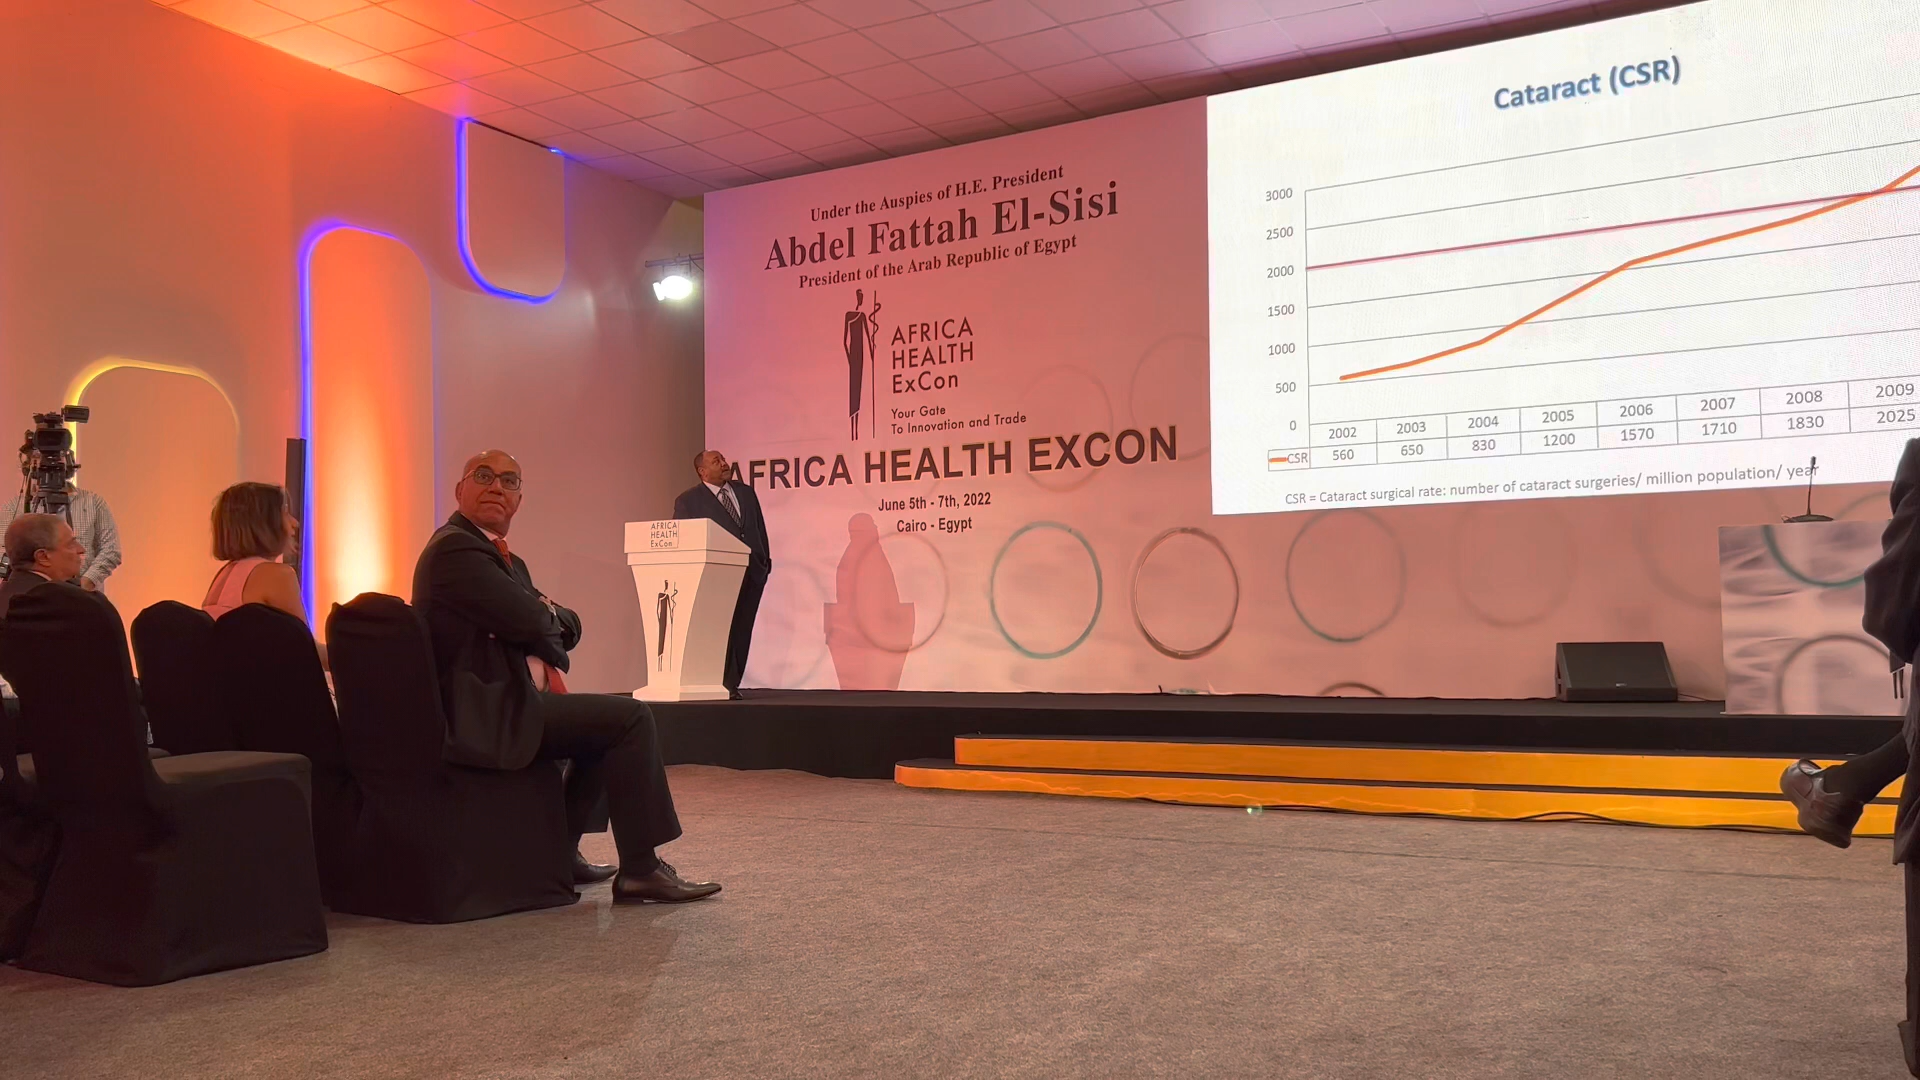 Under the Auspies of H.E. President
Abdel Fattah El-Sisi
President of the Arab Republic of Egypt
AFRICA
HEALTH
ExCon
Your Gate
To Innovation and Trade
AFRICA HEALTH EXCON
June 5th - 7th, 2022
Cairo - Egypt
AFRICA
HEALTH
ExCon
Cataract (CSR)
3000
2500
2000
1500
1000
500
0
2002 2003 2004 2005 2006 2007 2008 2009
CSR 560 650 830 1200 1570 1710 1830 2025
CSR = Cataract surgical rate: number of cataract surgeries/ million population/ year